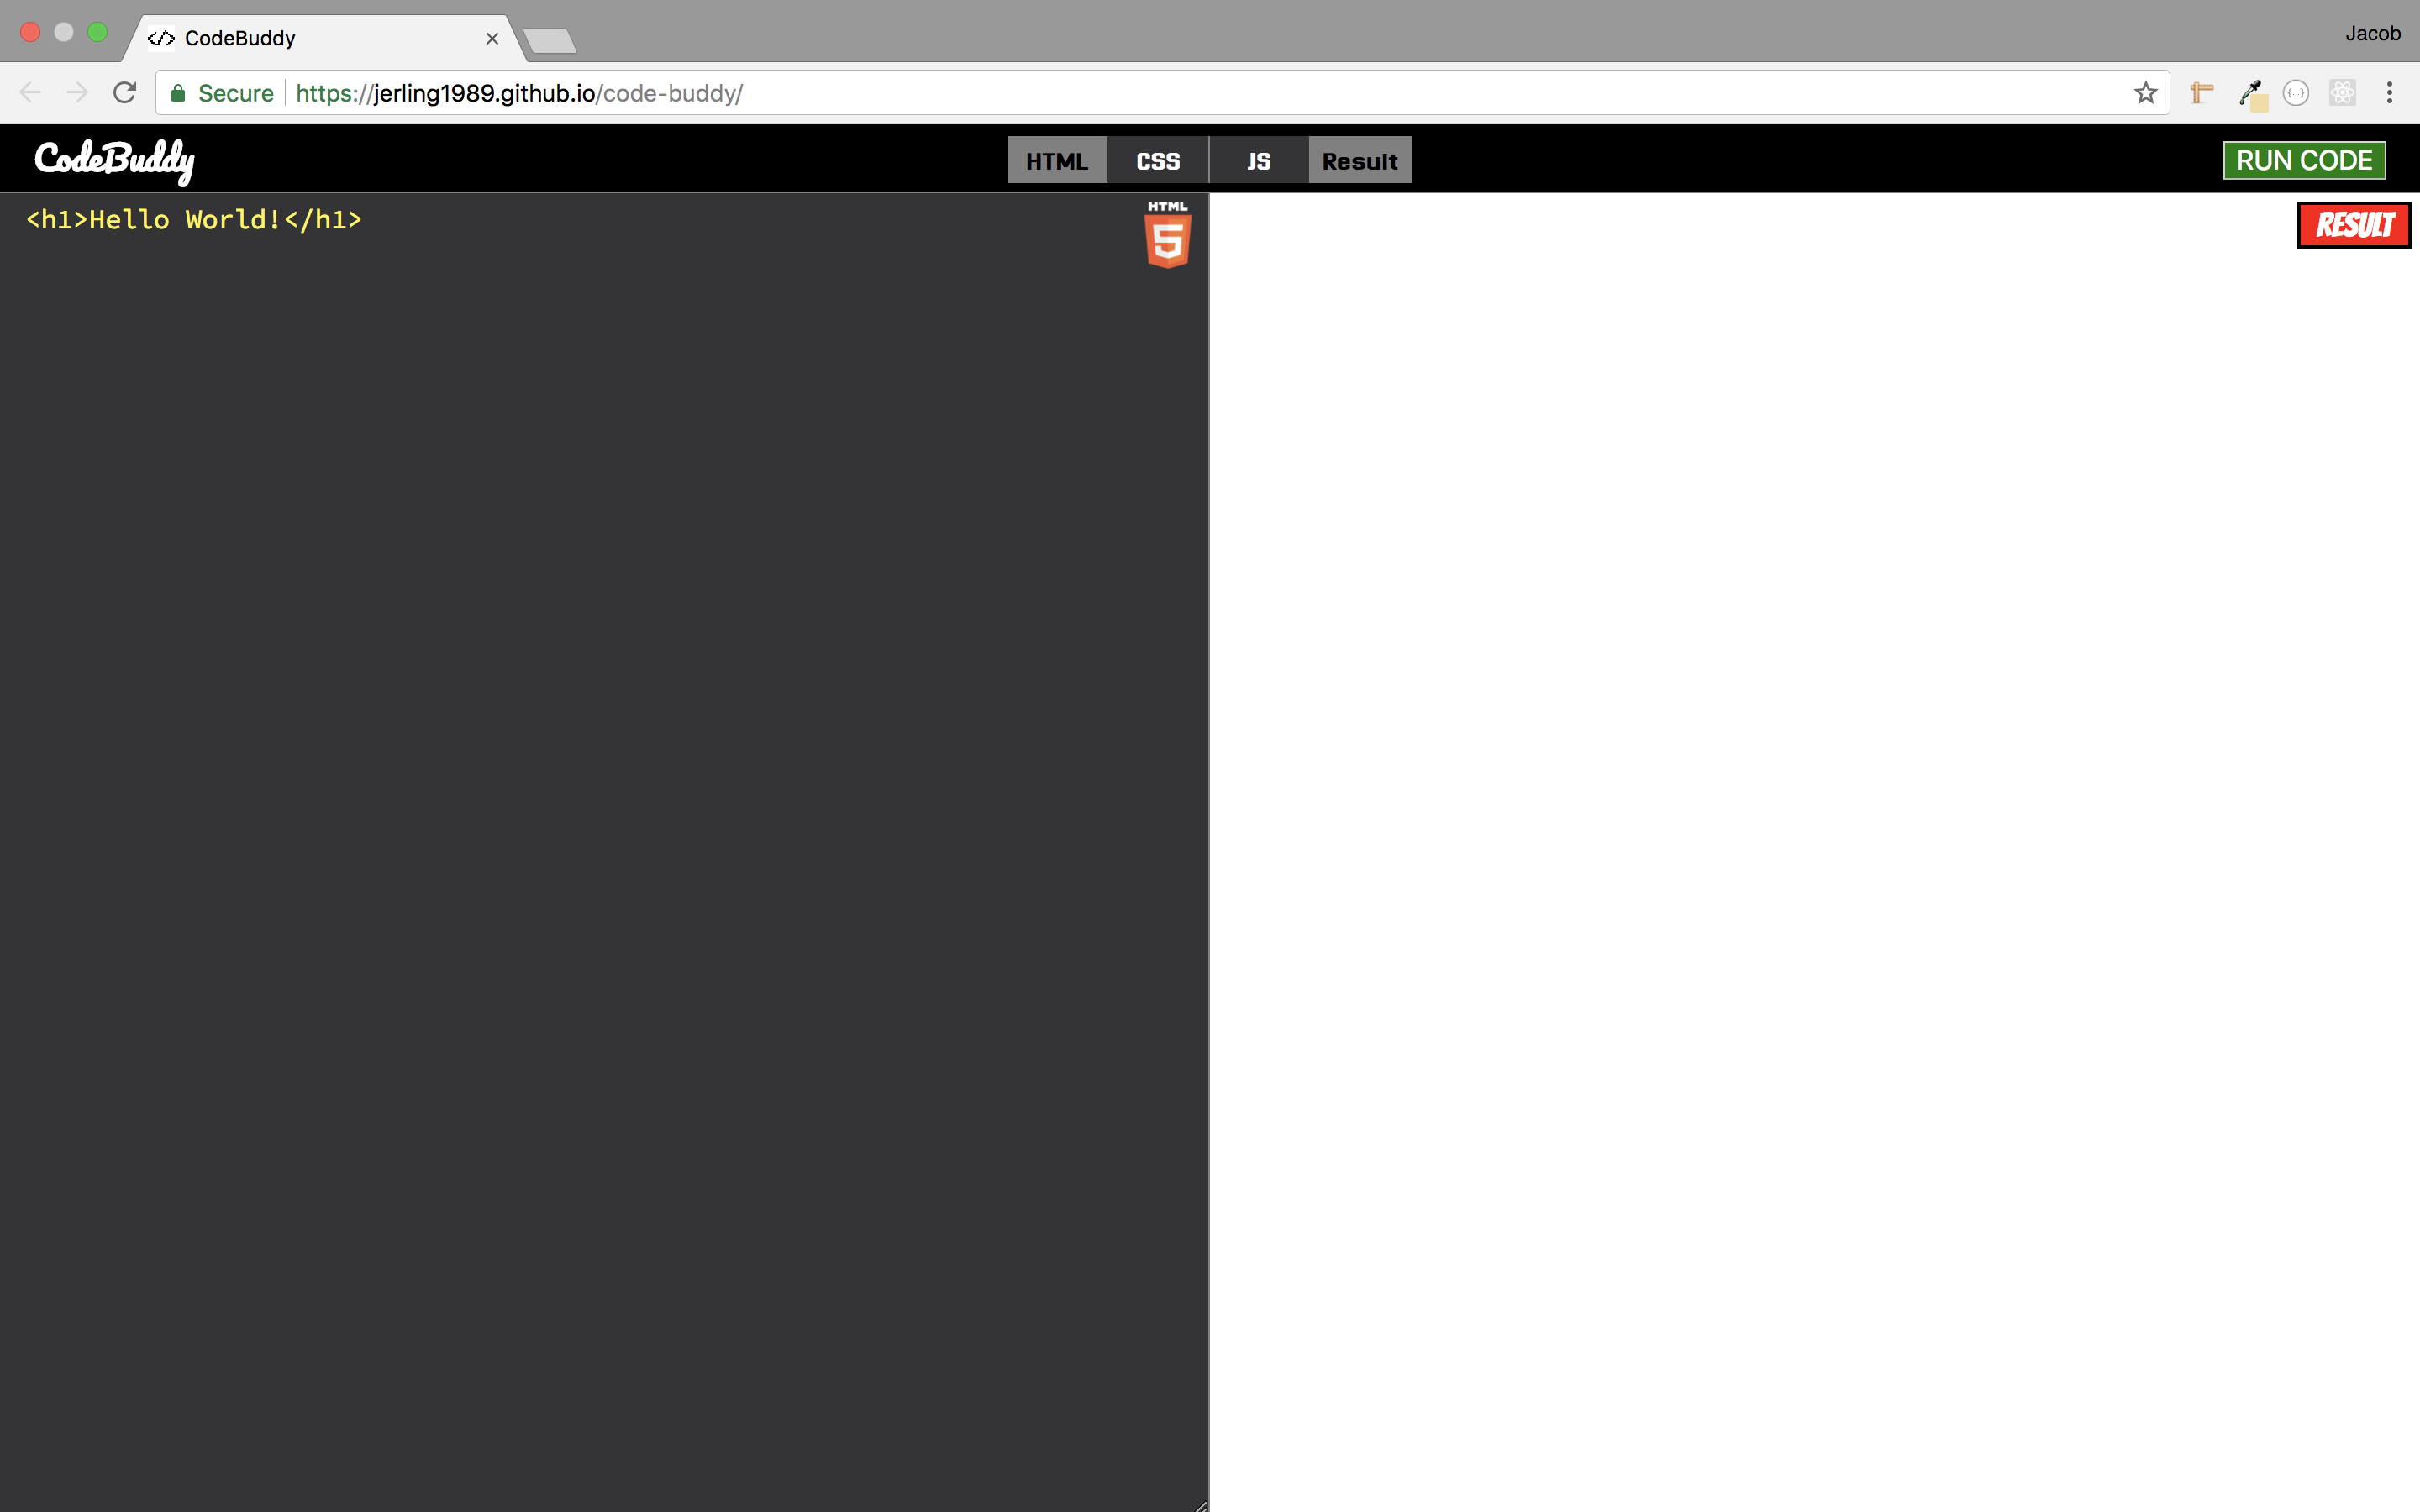 </> CodeBuddy
Jacob
Secure https://jerling1989.github.io/code-buddy/
{...}
CodeBuddy
HTML CSS JS Result
RUN CODE
<h1>Hello World!</h1>
HTML
5
RESULT